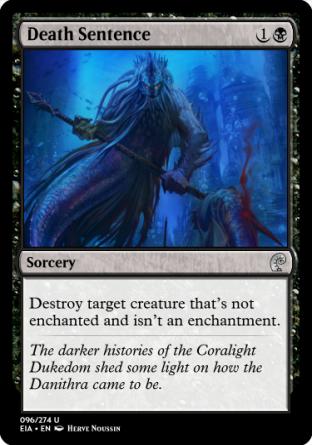 Death Sentence 1
Sorcery
Destroy target creature that's not
enchanted and isn't an enchantment.
The darker histories of the Coralight
Dukedom shed some light on how the
Danithra came to be.
096/274 U
EIA • EN Herve Noussin